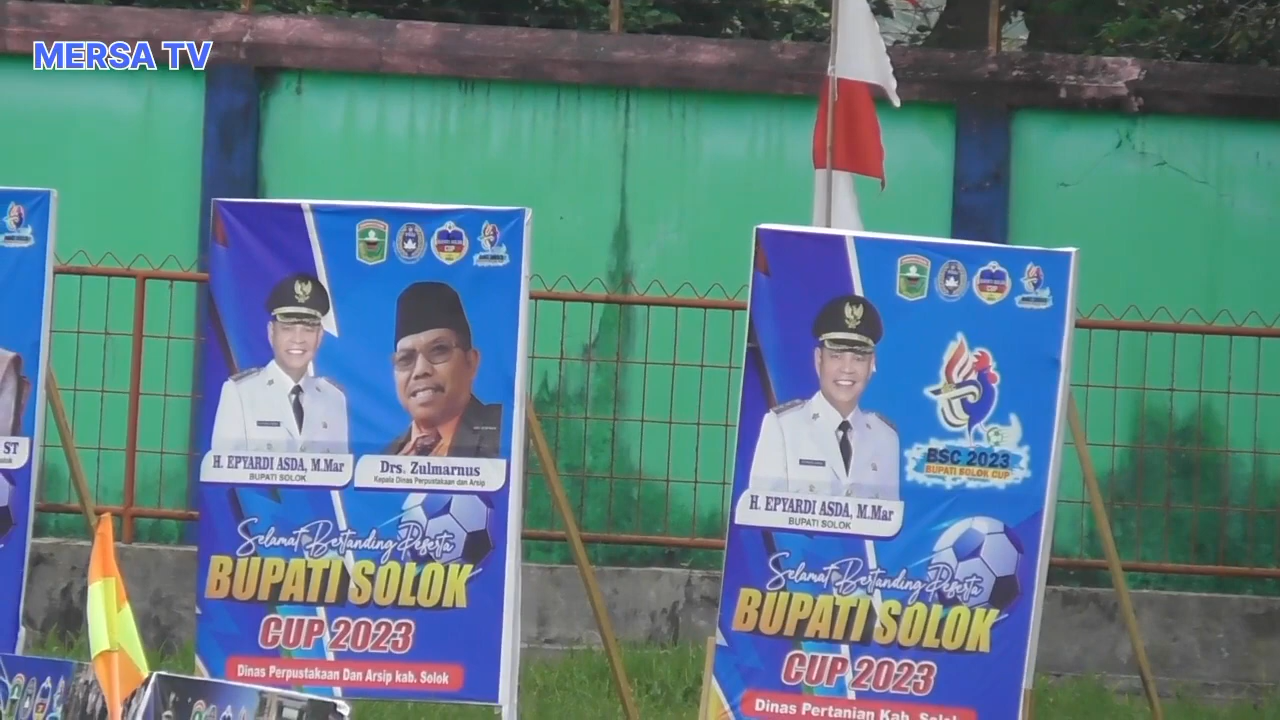 MERSA TV
ST
H. EPYARDI ASDA, M.Mar
BUPATI SOLOK
Drs. Zulmarnus
Kepala Dinas Perpustakaan dan Arsip
Selamat Bertanding Peserta
BUPATI SOLOK
CUP 2023
Dinas Perpustakaan Dan Arsip kab. Solok
BSC 2023
BUPATI SOLOK CUP
H. EPYARDI ASDA, M.Mar
BUPATI SOLOK
Selamat Bertanding Peserta
BUPATI SOLOK
CUP 2023
Dinas Pertanian Kab. Solok